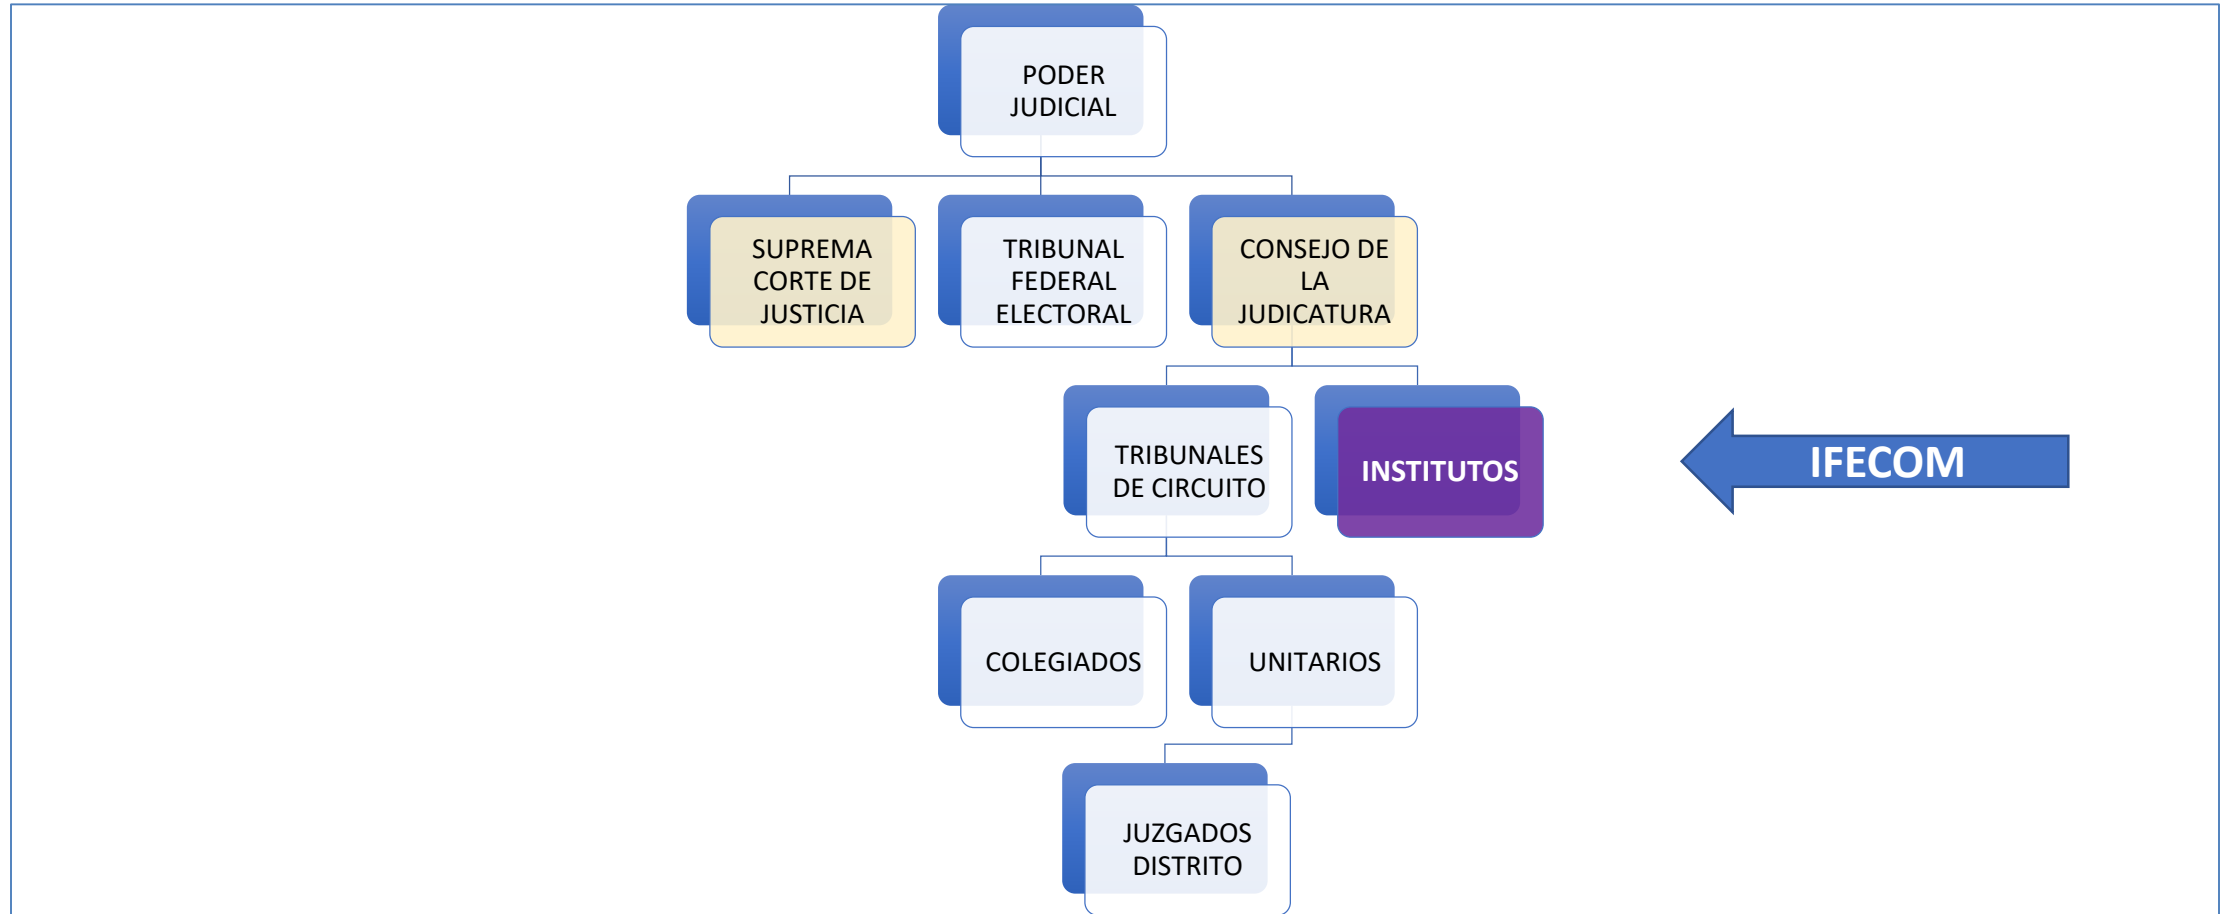 PODER
JUDICIAL
SUPREMA
CORTE DE
JUSTICIA
TRIBUNAL
FEDERAL
ELECTORAL
CONSEJO DE
LA
JUDICATURA
TRIBUNALES
DE CIRCUITO
INSTITUTOS
IFECOM
COLEGIADOS
UNITARIOS
JUZGADOS
DISTRITO